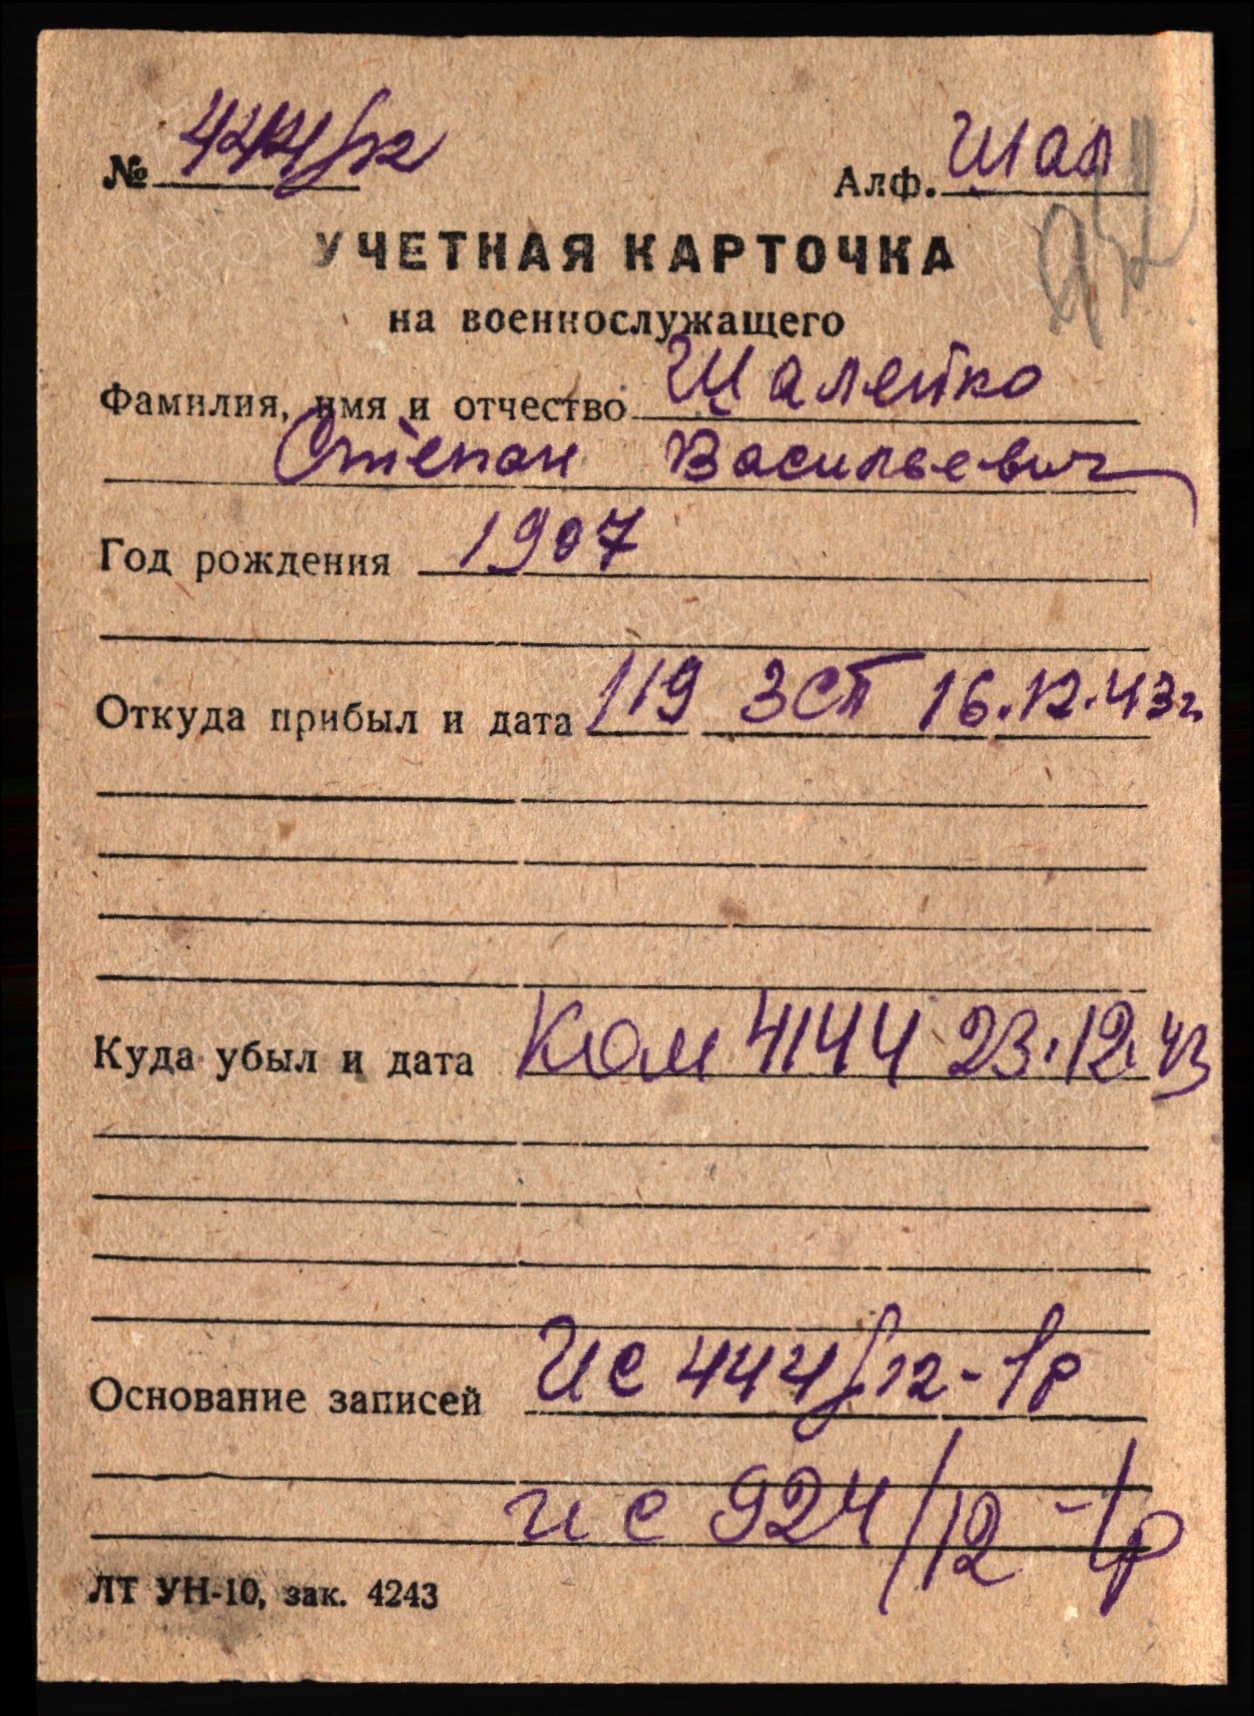 № 444/12 Алф. Шал
УЧЕТНАЯ КАРТОЧКА
на военнослужащего
Фамилия, имя и отчество Шалейко
Степан Васильевич
Год рождения 1907
Откуда прибыл и дата 119 ЗСП 16.12.43г.
Куда убыл и дата Ком 4144 23.12.43
Основание записей ИС 444/12-1р
ис 924/12-1р
ЛТ УН-10, зак. 4243